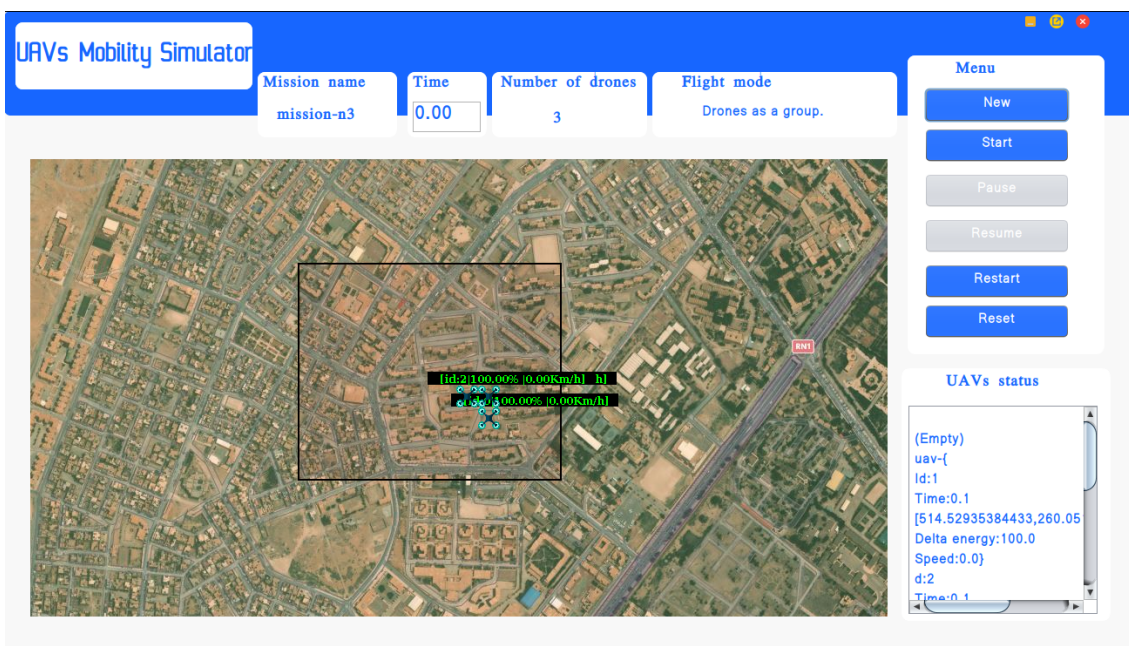 UAVs Mobility Simulator
Mission name
mission-n3
Time
0.00
Number of drones
3
Flight mode
Drones as a group.
Menu
New
Start
Pause
Resume
Restart
Reset
RN1
[id:2|100.00% |0.00Km/h] h]
100.00% |0.00Km/h]
UAVs status
(Empty)
uav-{
Id:1
Time:0.1
[514.52935384433,260.05
Delta energy:100.0
Speed:0.0}
d:2
Time:0.1